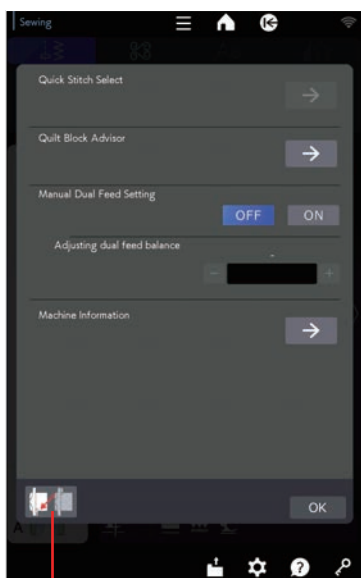 Sewing
Quick Stitch Select
Quilt Block Advisor
Manual Dual Feed Setting
OFF ON
Adjusting dual feed balance
-
− +
Machine Information
OK
A
?